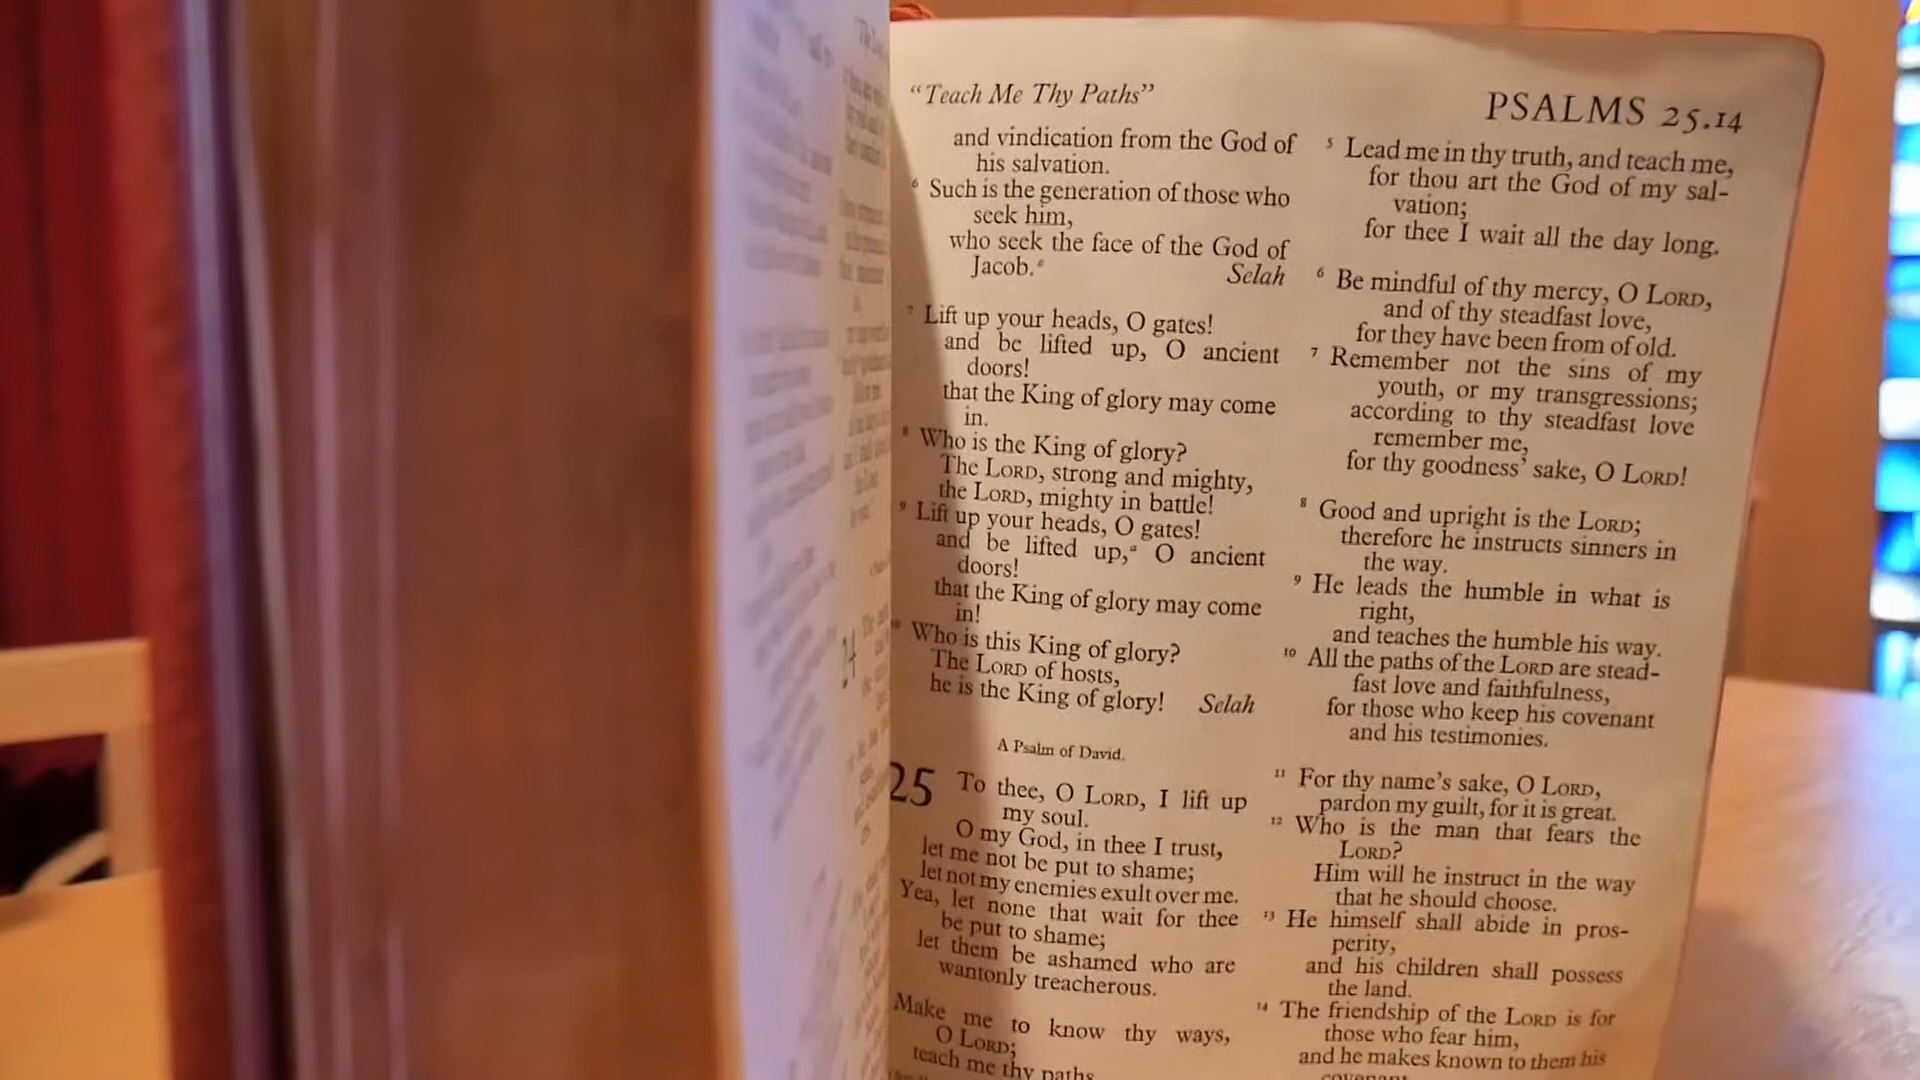 "Teach Me Thy Paths"
PSALMS 25.14
and vindication from the God of
his salvation.
6 Such is the generation of those who
seek him,
who seek the face of the God of
Jacob. Selah
7 Lift up your heads, O gates!
and be lifted up, O ancient
doors!
that the King of glory may come
in.
8 Who is the King of glory?
The LORD, strong and mighty,
the LORD, mighty in battle!
9 Lift up your heads, O gates!
and be lifted up, O ancient
doors!
that the King of glory may come
in!
Who is this King of glory?
The LORD of hosts,
he is the King of glory! Selah
A Psalm of David.
25 To thee, O LORD, I lift up
my soul.
O my God, in thee I trust,
let me not be put to shame;
let not my enemies exult over me.
Yea, let none that wait for thee
be put to shame;
let them be ashamed who are
wantonly treacherous.
Make me to know thy ways,
O LORD;
teach me thy paths
5 Lead me in thy truth, and teach me,
for thou art the God of my sal-
vation;
for thee I wait all the day long.
6 Be mindful of thy mercy, O LORD,
and of thy steadfast love,
for they have been from of old.
7 Remember not the sins of my
youth, or my transgressions;
according to thy steadfast love
remember me,
for thy goodness' sake, O LORD!
8 Good and upright is the LORD;
therefore he instructs sinners in
the way.
9 He leads the humble in what is
right,
and teaches the humble his way.
10 All the paths of the LORD are stead-
fast love and faithfulness,
for those who keep his covenant
and his testimonies.
11 For thy name's sake, O LORD,
pardon my guilt, for it is great.
12 Who is the man that fears the
LORD?
Him will he instruct in the way
that he should choose.
13 He himself shall abide in pros-
perity,
and his children shall possess
the land.
14 The friendship of the LORD is for
those who fear him,
and he makes known to them his
24